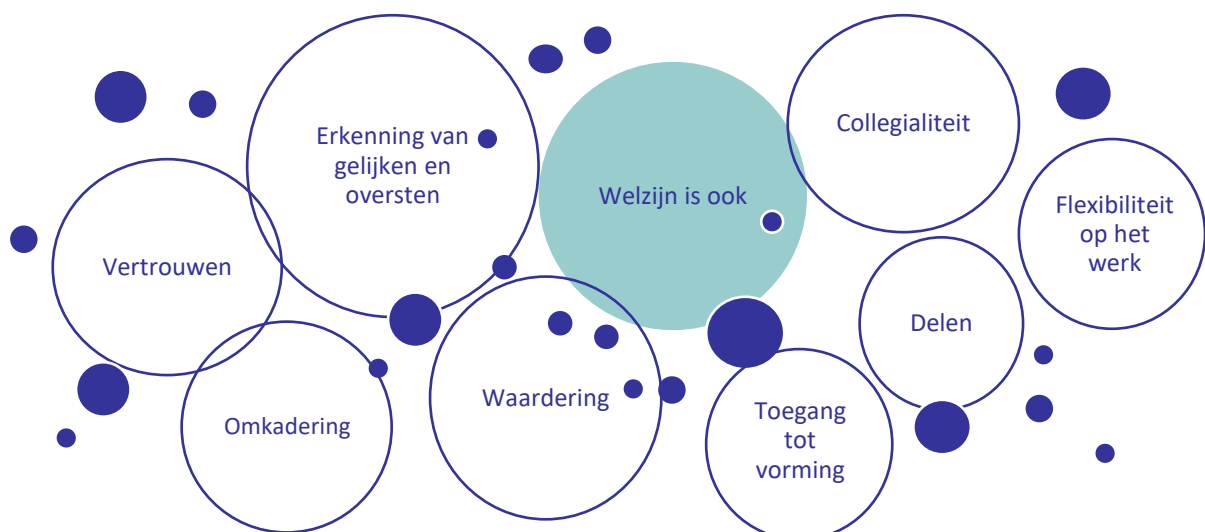 Erkenning van
gelijken en
oversten
Welzijn is ook
Collegialiteit
Flexibiliteit
op het
werk
Vertrouwen
Delen
Omkadering
Waardering
Toegang
tot
vorming